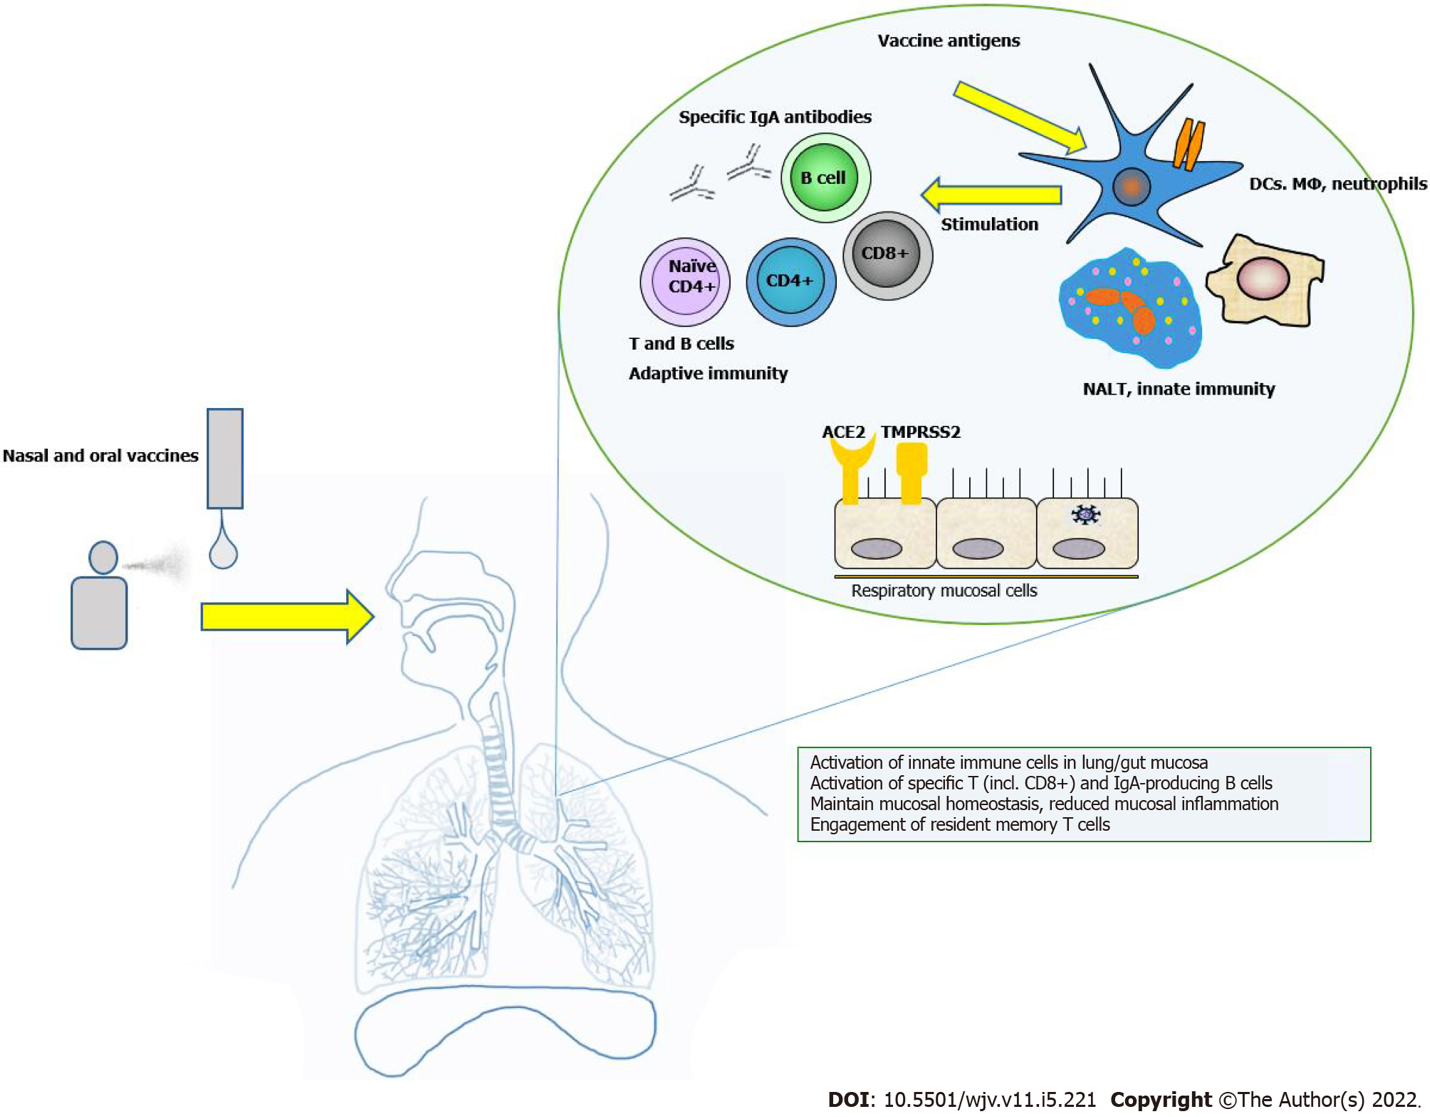 Vaccine antigens
Specific IgA antibodies
B cell
DCs. MΦ, neutrophils
Stimulation
CD8+
Naïve
CD4+
CD4+
T and B cells
Adaptive immunity
NALT, innate immunity
ACE2 TMPRSS2
Nasal and oral vaccines
Respiratory mucosal cells
Activation of innate immune cells in lung/gut mucosa
Activation of specific T (incl. CD8+) and IgA-producing B cells
Maintain mucosal homeostasis, reduced mucosal inflammation
Engagement of resident memory T cells
DOI: 10.5501/wjv.v11.i5.221 Copyright ©The Author(s) 2022.